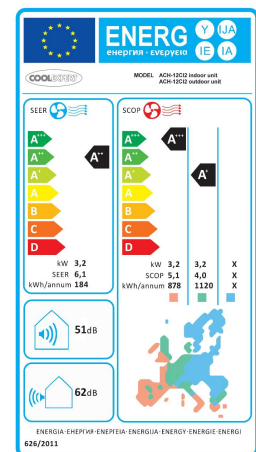 ENERG Y IJA
енергия · ενεργεια IE IA
COOLEXPERT
MODEL ACH-12CI2 indoor unit
ACH-12CI2 outdoor unit
SEER SCOP
A+++ A+++ A+++
A++ A++ A++
A+ A+ A+
A A
B B
C C
D D
kW 3,2 kW 3,2 3,2 X
SEER 6,1 SCOP 5,1 4,0 X
kWh/annum 184 kWh/annum 878 1120 X
51dB
62dB
ENERGIA·ЕНЕРГИЯ·ΕΝΕΡΓΕΙΑ·ENERGIJA·ENERGY·ENERGIE·ENERGI
626/2011